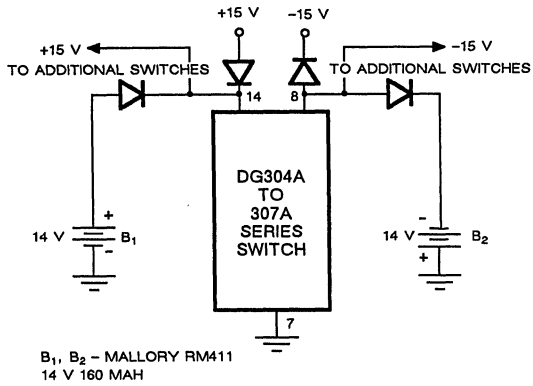 +15 V
−15 V
+15 V
−15 V
TO ADDITIONAL SWITCHES
TO ADDITIONAL SWITCHES
14
8
DG304A
TO
307A
SERIES
SWITCH
+
14 V
B1
-
-
14 V
B2
+
7
B1, B2 – MALLORY RM411
14 V 160 MAH